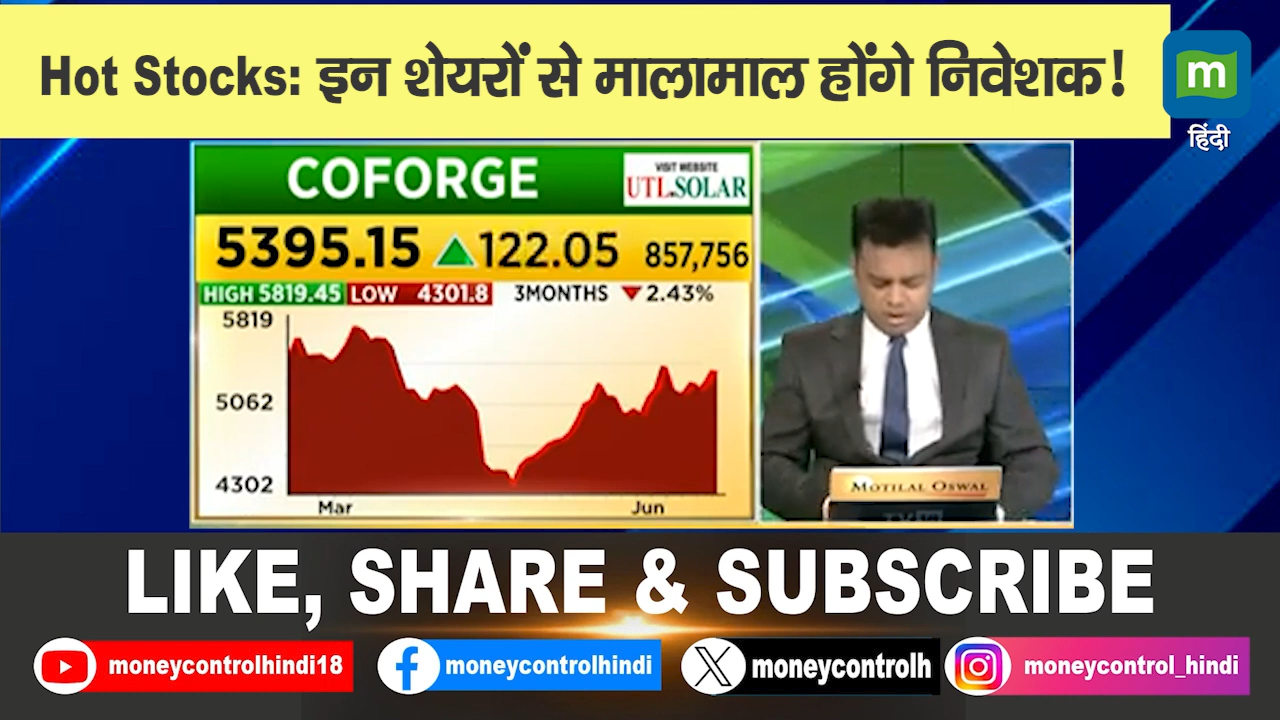 Hot Stocks: इन शेयरों से मालामाल होंगे निवेशक!
m
हिंदी
COFORGE
VISIT WEBSITE
UTL SOLAR
5395.15 ▲122.05 857,756
HIGH 5819.45 LOW 4301.8 3MONTHS ▼2.43%
5819
5062
4302
Mar Jun
MOTILAL OSWAL
LIKE, SHARE & SUBSCRIBE
moneycontrolhindi18 moneycontrolhindi moneycontrolh moneycontrol_hindi